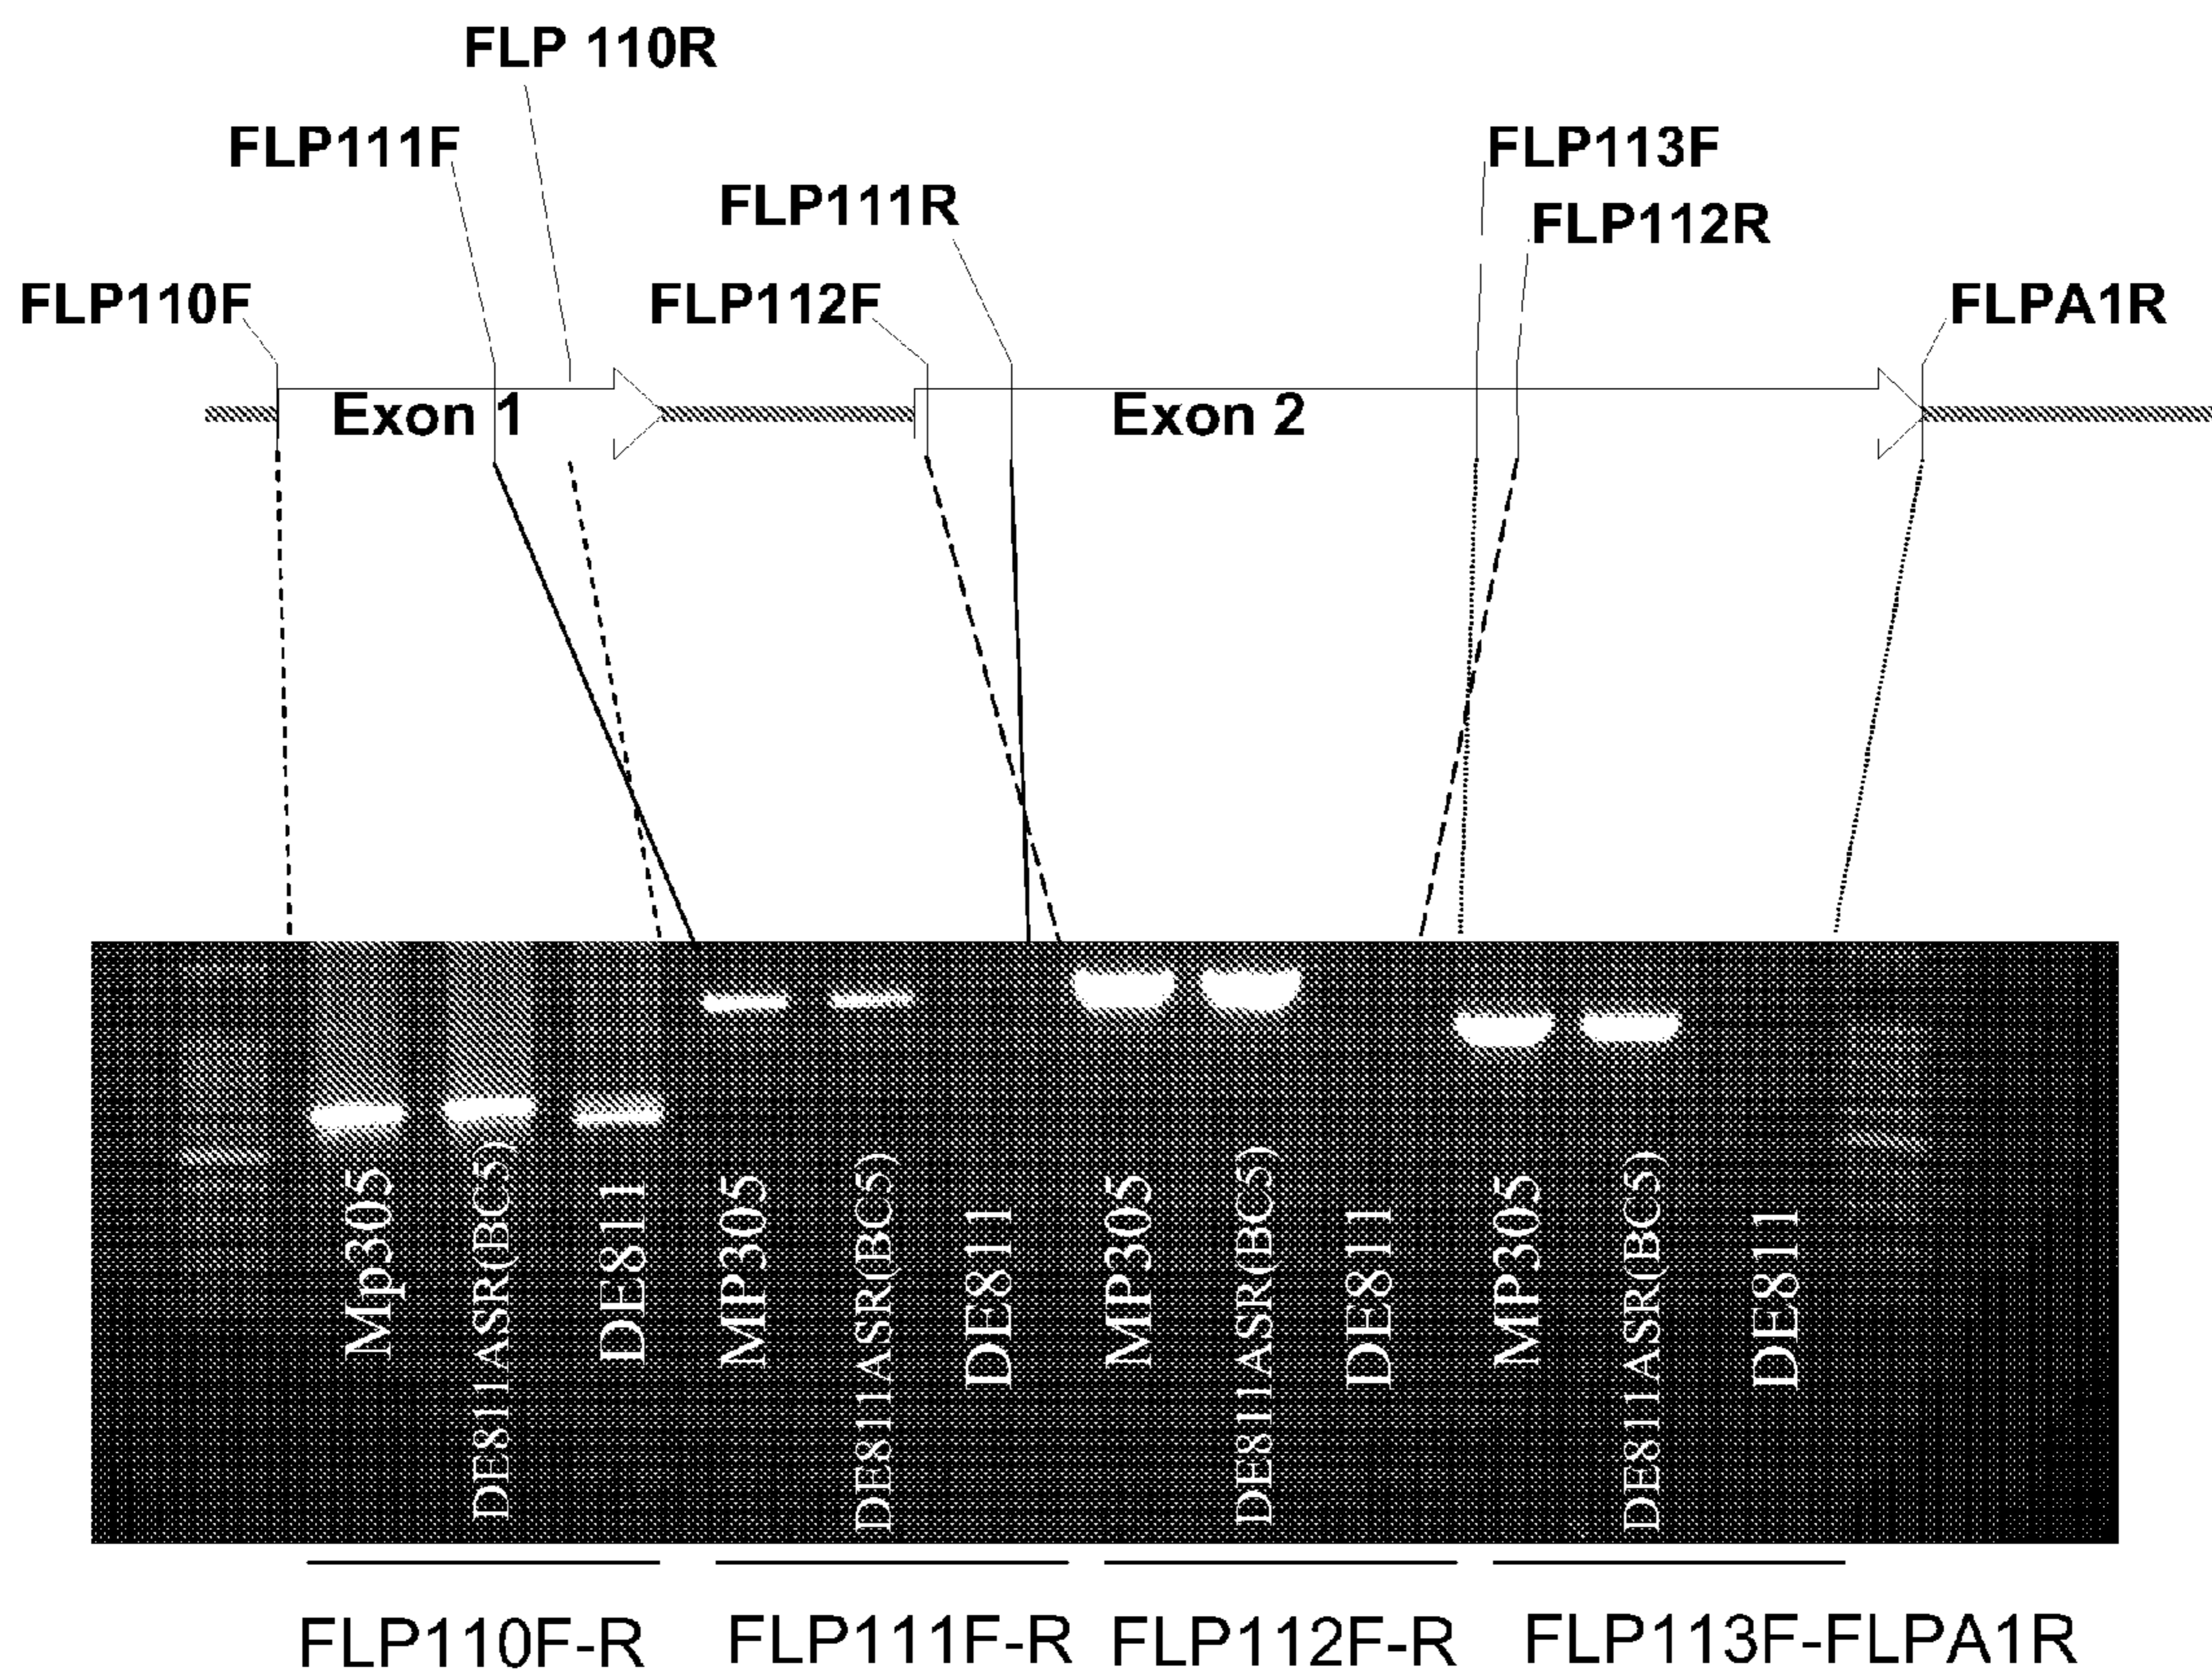 FLP 110R
FLP111F
FLP113F
FLP111R
FLP112R
FLP110F
FLP112F
FLPA1R
Exon 1
Exon 2
Mp305
DE811ASR(BC5)
DE811
MP305
DE811ASR(BC5)
DE811
MP305
DE811ASR(BC5)
DE811
MP305
DE811ASR(BC5)
DE811
FLP110F-R
FLP111F-R
FLP112F-R
FLP113F-FLPA1R